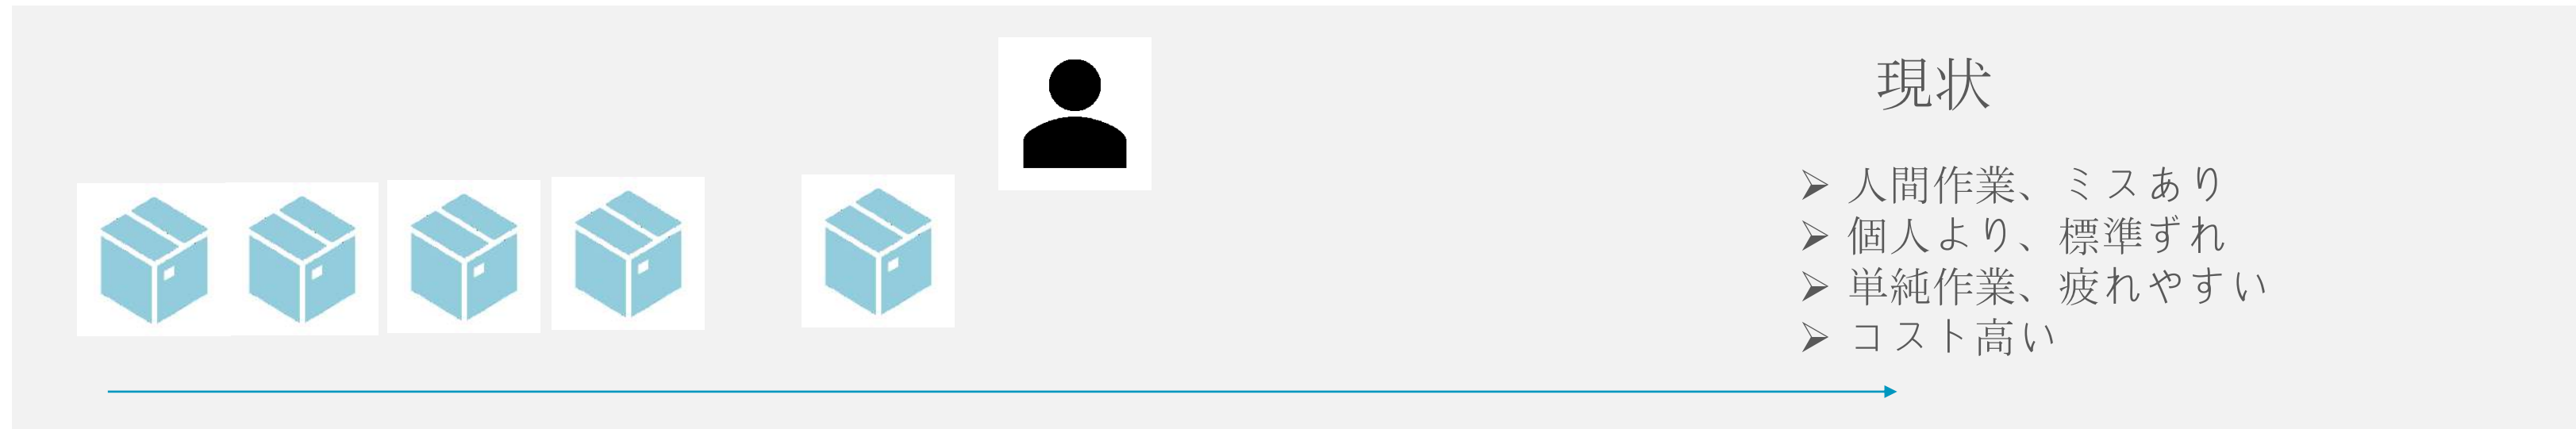 現状
➢ 人間作業、ミスあり
➢ 個人より、標準ずれ
➢ 単純作業、疲れやすい
➢ コスト高い